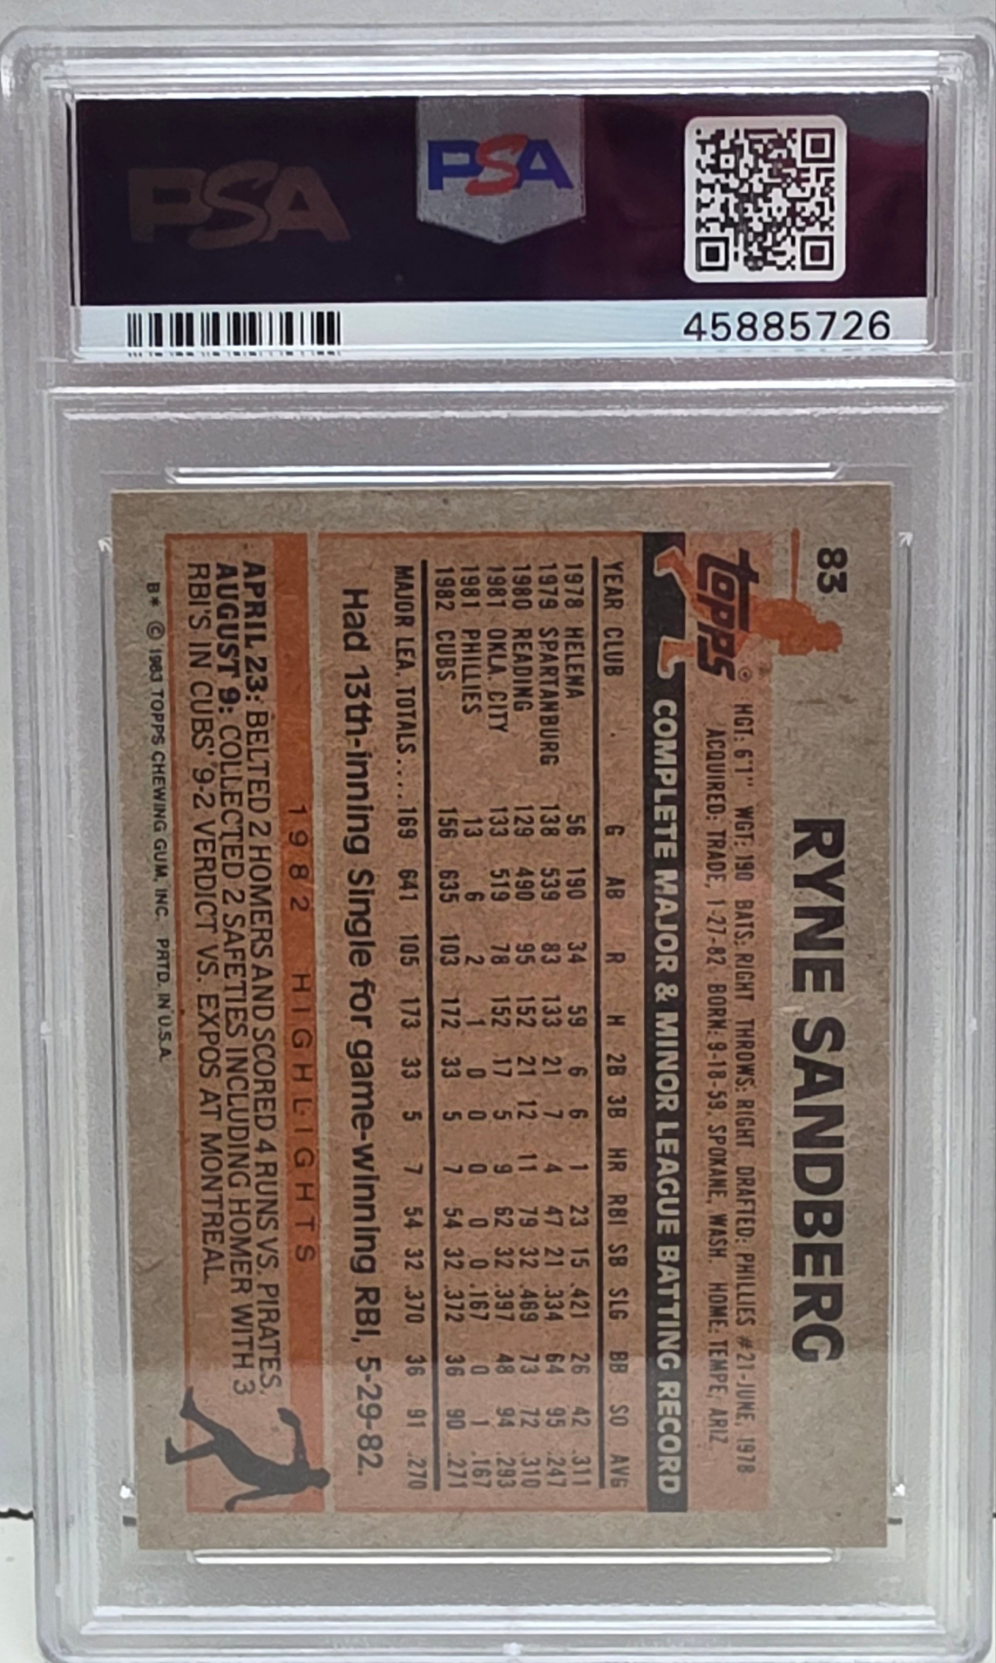 PSA
PSA
45885726
83
RYNE SANDBERG
topps®
HGT: 6'1" WGT: 190 BATS: RIGHT THROWS: RIGHT DRAFTED: PHILLIES #21-JUNE, 1978
ACQUIRED: TRADE, 1-27-82. BORN: 9-18-59, SPOKANE, WASH. HOME: TEMPE, ARIZ.
COMPLETE MAJOR & MINOR LEAGUE BATTING RECORD
YEAR CLUB G AB R H 2B 3B HR RBI SB SLG BB SO AVG
1978 HELENA 56 190 34 59 6 6 1 23 15 .421 26 42 .311
1979 SPARTANBURG 138 539 83 133 21 7 4 47 21 .334 64 95 .247
1980 READING 129 490 95 152 21 12 11 79 32 .469 73 72 .310
1981 OKLA. CITY 133 519 78 152 17 5 9 62 32 .397 48 94 .293
1981 PHILLIES 13 6 2 1 0 0 0 0 0 .167 0 1 .167
1982 CUBS 156 635 103 172 33 5 7 54 32 .372 36 90 .271
MAJOR LEA. TOTALS.... 169 641 105 173 33 5 7 54 32 .370 36 91 .270
Had 13th-inning Single for game-winning RBI, 5-29-82.
1982 HIGHLIGHTS
APRIL 23: BELTED 2 HOMERS AND SCORED 4 RUNS VS. PIRATES.
AUGUST 9: COLLECTED 2 SAFETIES INCLUDING HOMER WITH 3
RBI'S IN CUBS' 9-2 VERDICT VS. EXPOS AT MONTREAL.
B* © 1983 TOPPS CHEWING GUM, INC. PRTD. IN U.S.A.